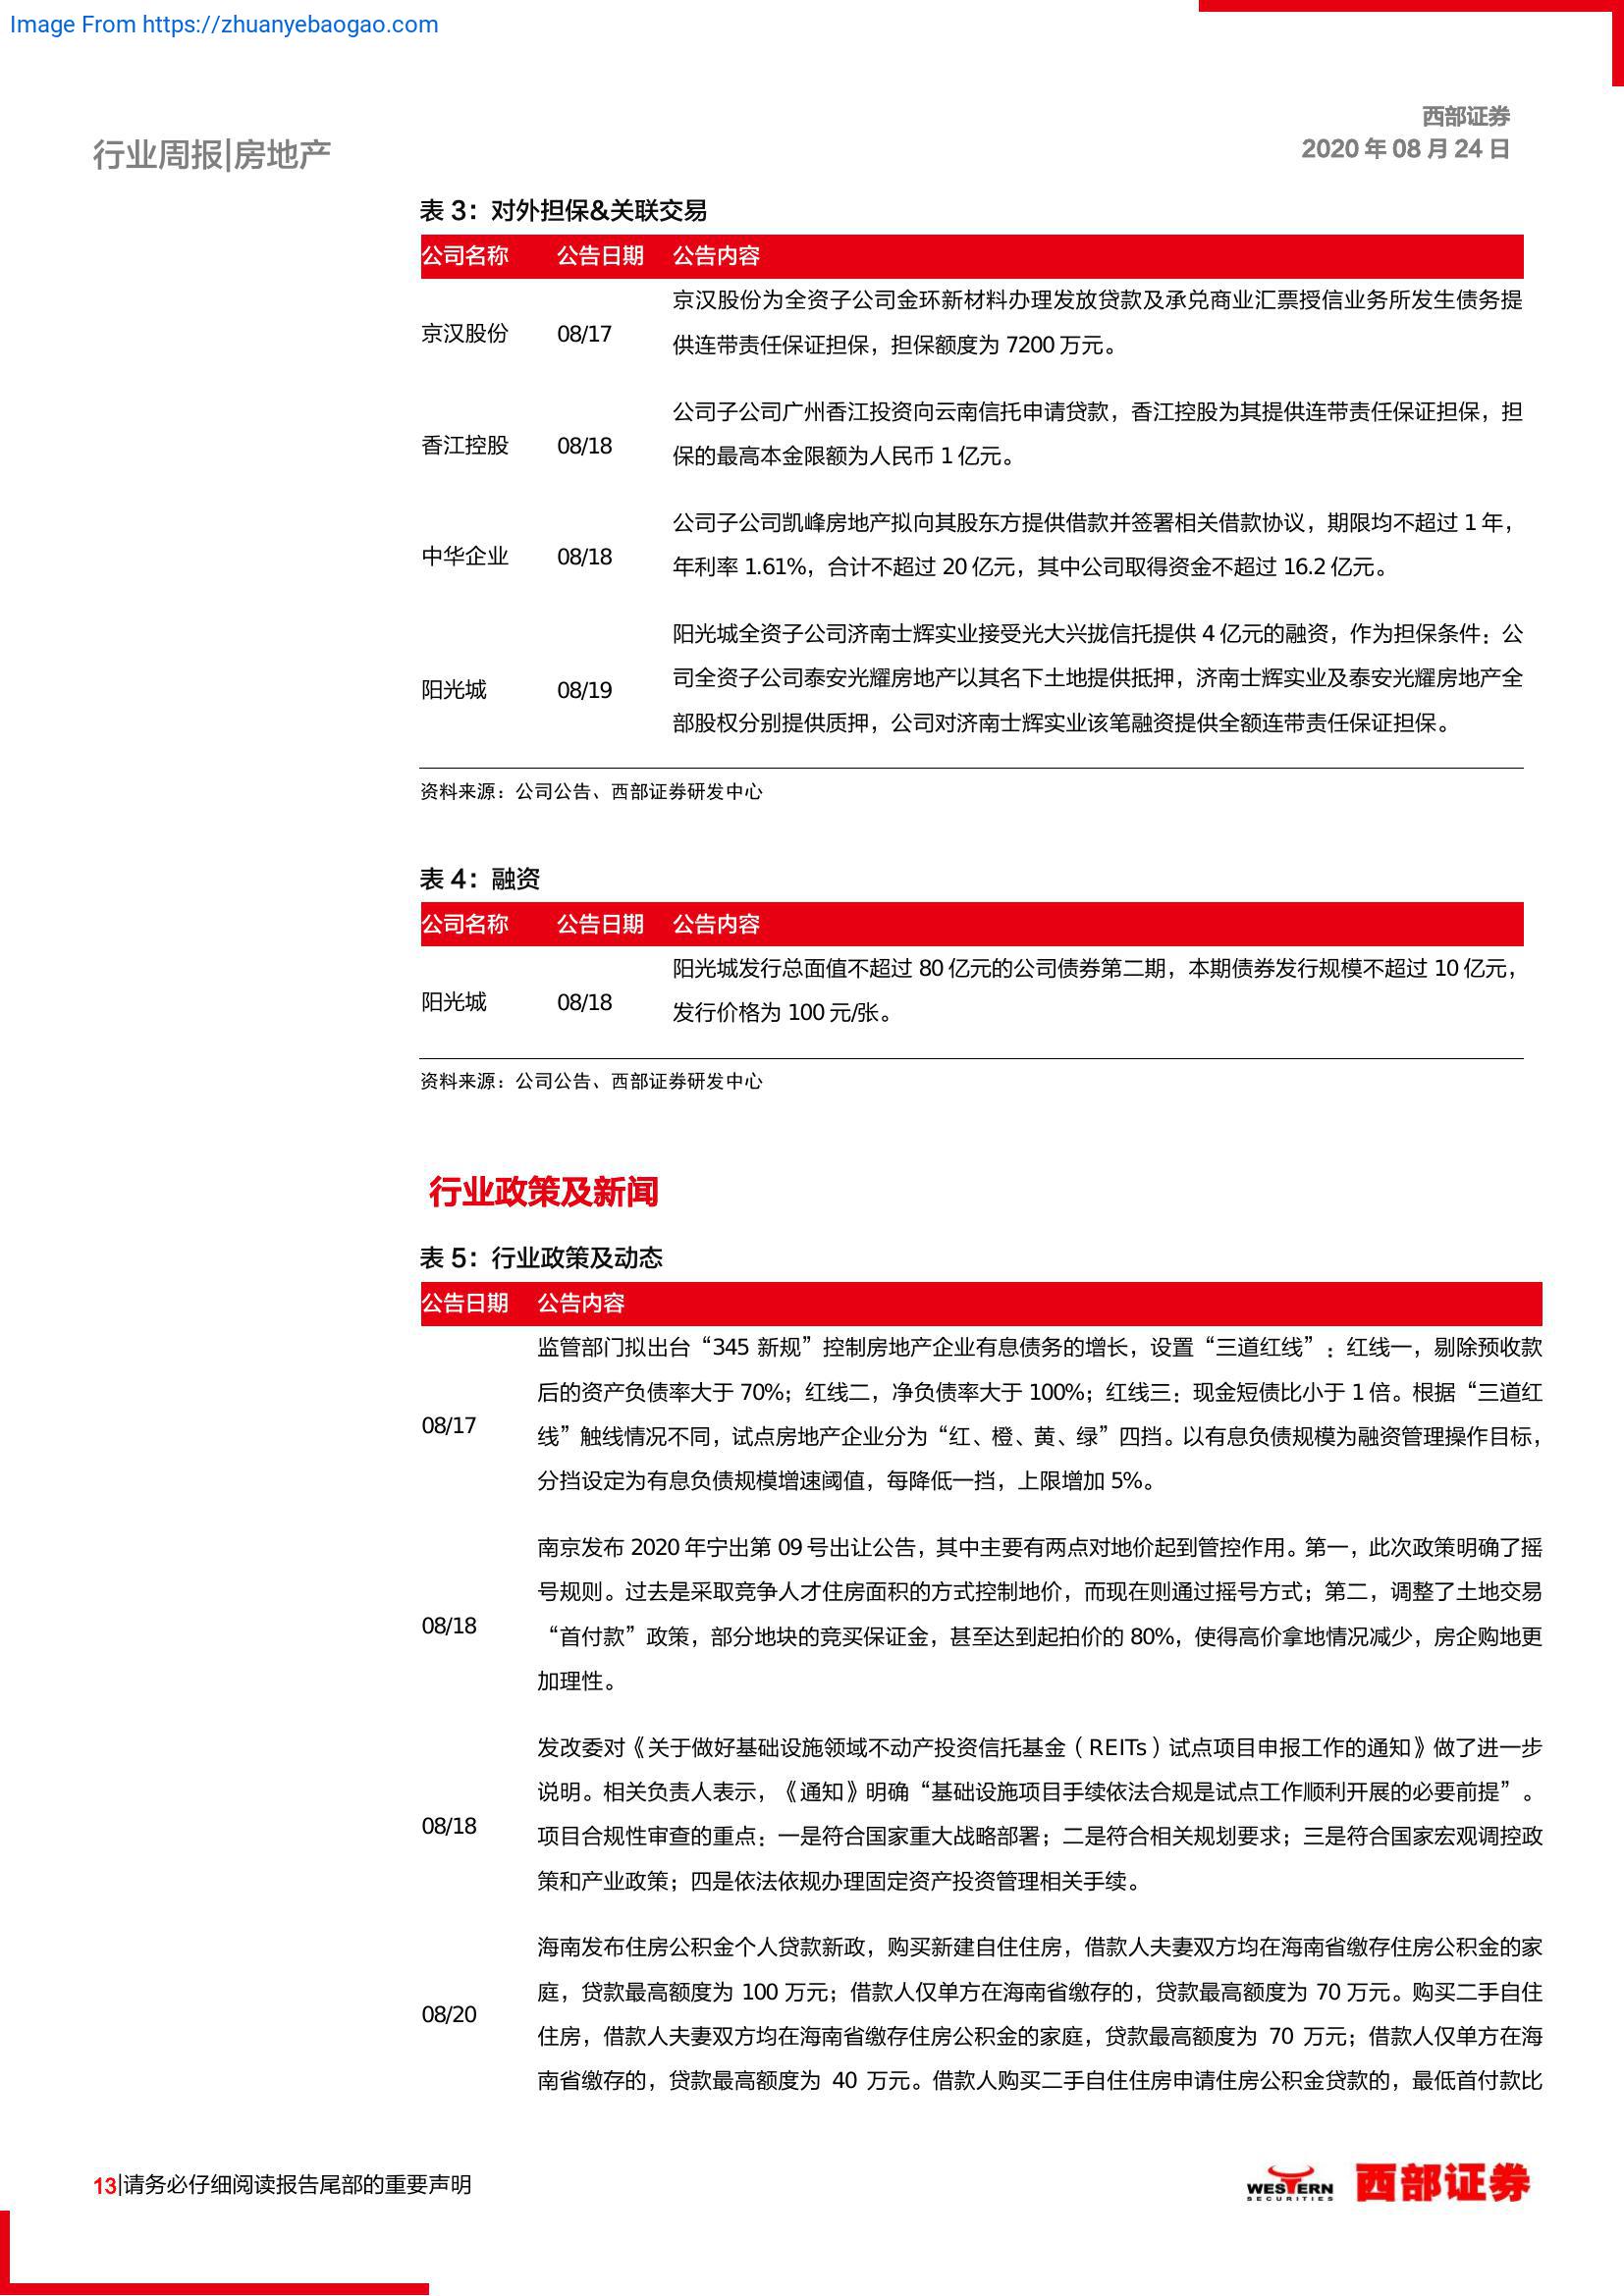 Image From https://zhuanyebaogao.com
西部证券
行业周报|房地产
2020 年 08 月 24 日
表 3：对外担保&关联交易
公司名称 公告日期 公告内容
京汉股份为全资子公司金环新材料办理发放贷款及承兑商业汇票授信业务所发生债务提
京汉股份 08/17
供连带责任保证担保，担保额度为 7200 万元。
公司子公司广州香江投资向云南信托申请贷款，香江控股为其提供连带责任保证担保，担
香江控股 08/18
保的最高本金限额为人民币 1 亿元。
公司子公司凯峰房地产拟向其股东方提供借款并签署相关借款协议，期限均不超过 1 年，
中华企业 08/18
年利率 1.61%，合计不超过 20 亿元，其中公司取得资金不超过 16.2 亿元。
阳光城全资子公司济南士辉实业接受光大兴拢信托提供 4 亿元的融资，作为担保条件：公
司全资子公司泰安光耀房地产以其名下土地提供抵押，济南士辉实业及泰安光耀房地产全
阳光城 08/19
部股权分别提供质押，公司对济南士辉实业该笔融资提供全额连带责任保证担保。
资料来源：公司公告、西部证券研发中心
表 4：融资
公司名称 公告日期 公告内容
阳光城发行总面值不超过 80 亿元的公司债券第二期，本期债券发行规模不超过 10 亿元，
阳光城 08/18
发行价格为 100 元/张。
资料来源：公司公告、西部证券研发中心
行业政策及新闻
表 5：行业政策及动态
公告日期 公告内容
监管部门拟出台“345 新规”控制房地产企业有息债务的增长，设置“三道红线”：红线一，剔除预收款
后的资产负债率大于 70%；红线二，净负债率大于 100%；红线三：现金短债比小于 1 倍。根据“三道红
08/17
线”触线情况不同，试点房地产企业分为“红、橙、黄、绿”四挡。以有息负债规模为融资管理操作目标，
分挡设定为有息负债规模增速阈值，每降低一挡，上限增加 5%。
南京发布 2020 年宁出第 09 号出让公告，其中主要有两点对地价起到管控作用。第一，此次政策明确了摇
号规则。过去是采取竞争人才住房面积的方式控制地价，而现在则通过摇号方式；第二，调整了土地交易
08/18
“首付款”政策，部分地块的竞买保证金，甚至达到起拍价的 80%，使得高价拿地情况减少，房企购地更
加理性。
发改委对《关于做好基础设施领域不动产投资信托基金（REITs）试点项目申报工作的通知》做了进一步
说明。相关负责人表示，《通知》明确“基础设施项目手续依法合规是试点工作顺利开展的必要前提”。
08/18
项目合规性审查的重点：一是符合国家重大战略部署；二是符合相关规划要求；三是符合国家宏观调控政
策和产业政策；四是依法依规办理固定资产投资管理相关手续。
海南发布住房公积金个人贷款新政，购买新建自住住房，借款人夫妻双方均在海南省缴存住房公积金的家
庭，贷款最高额度为 100 万元；借款人仅单方在海南省缴存的，贷款最高额度为 70 万元。购买二手自住
08/20
住房，借款人夫妻双方均在海南省缴存住房公积金的家庭，贷款最高额度为 70 万元；借款人仅单方在海
南省缴存的，贷款最高额度为 40 万元。借款人购买二手自住住房申请住房公积金贷款的，最低首付款比
13|请务必仔细阅读报告尾部的重要声明
WESTERN
SECURITIES
西部证券